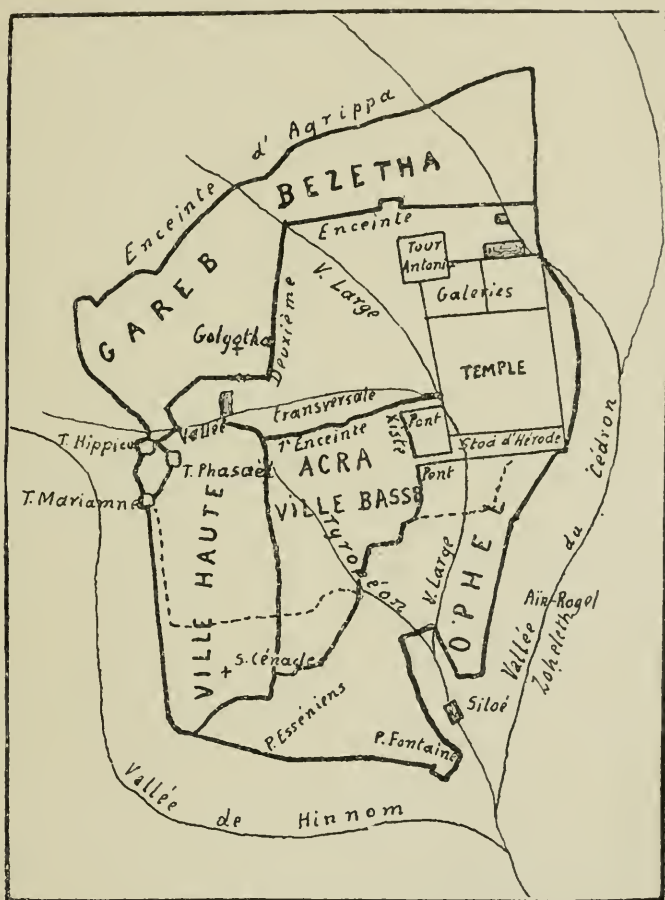 Enceinte d'Agrippa
BEZETHA
Enceinte
Tour
Antonia
V. Large
GAREB
Galeries
Golgotha
Deuxième
TEMPLE
transversale
Vallée
T. Hippicus
1e Enceinte
Xiste
Pont
Stoa d'Hérode
T. Phasaël
ACRA
Pont
T. Mariamne
VILLE BASSE
VILLE HAUTE
Tyropéon
V. Large
OPHEL
Vallée du Cédron
Aïn-Rogel
Zoheleth
S. Cénacle
Siloé
P. Esséniens
P. Fontaine
Vallée de Hinnom